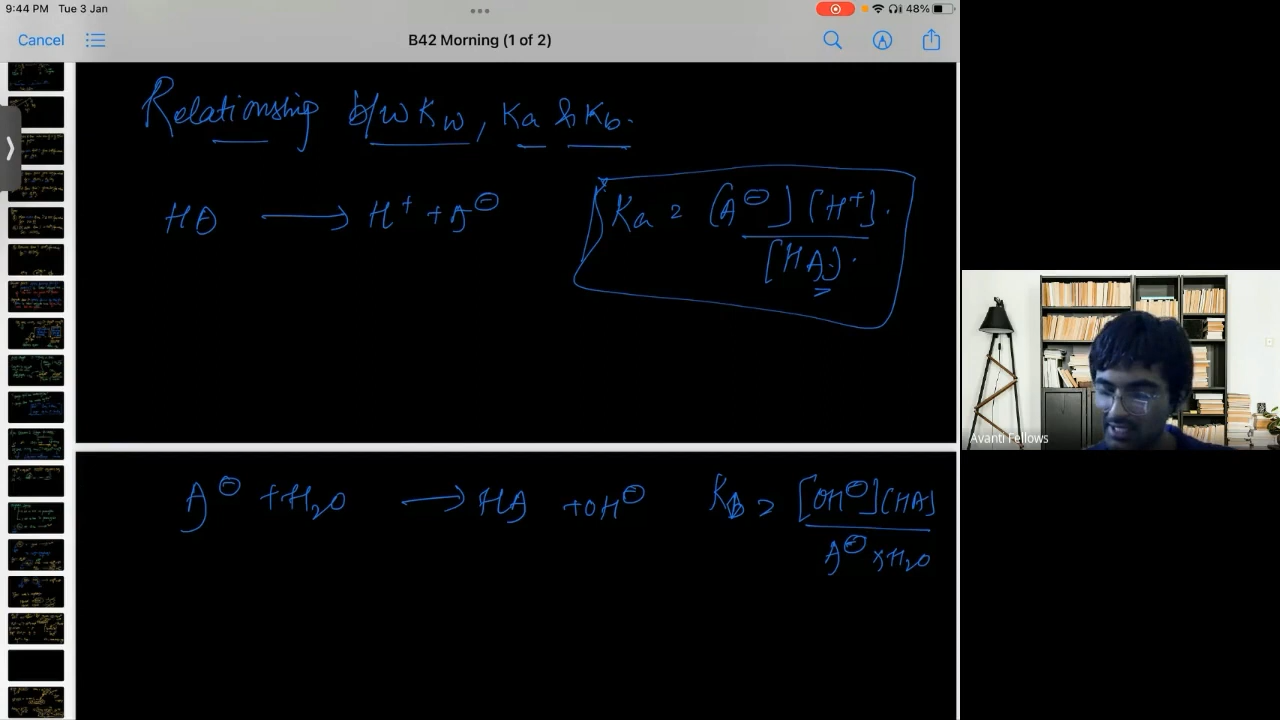 9:44 PM Tue 3 Jan
48%
Cancel
B42 Morning (1 of 2)
Relationship b/w Kw, Ka & Kb.
HA ⟶ H⁺ + A⊖
Ka = [A⊖][H⁺].
[HA].
A⊖ + H₂O ⟶ HA + OH⊖
Kb = [OH⊖][HA]
A⊖ × H₂O
Avanti Fellows